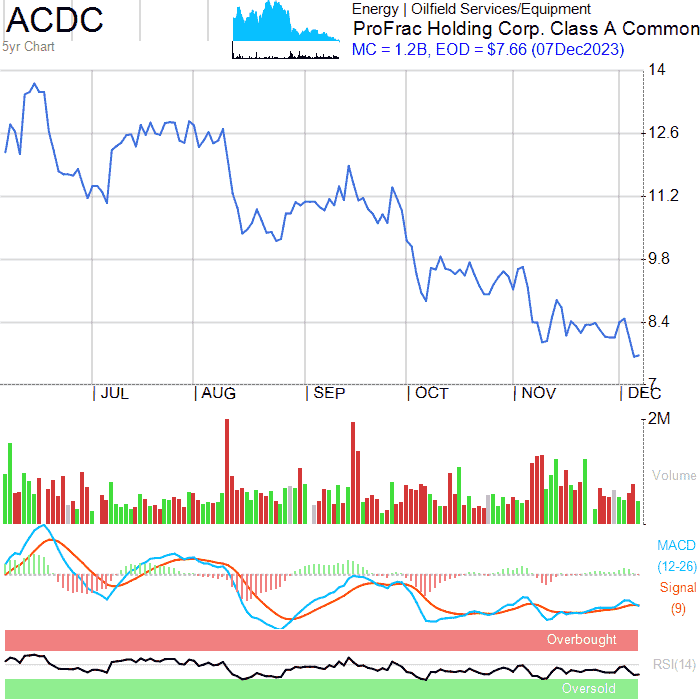 ACDC
5yr Chart
Energy | Oilfield Services/Equipment
ProFrac Holding Corp. Class A Common
MC = 1.2B, EOD = $7.66 (07Dec2023)
14
12.6
11.2
9.8
8.4
7
JUL AUG SEP OCT NOV DEC
2M
Volume
MACD
(12-26)
Signal
(9)
Overbought
RSI(14)
Oversold